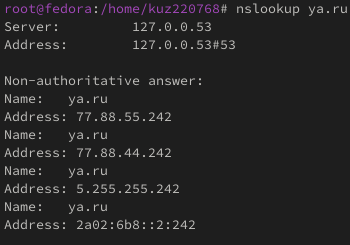 root@fedora:/home/kuz220768# nslookup ya.ru
Server:         127.0.0.53
Address:        127.0.0.53#53

Non-authoritative answer:
Name:   ya.ru
Address: 77.88.55.242
Name:   ya.ru
Address: 77.88.44.242
Name:   ya.ru
Address: 5.255.255.242
Name:   ya.ru
Address: 2a02:6b8::2:242